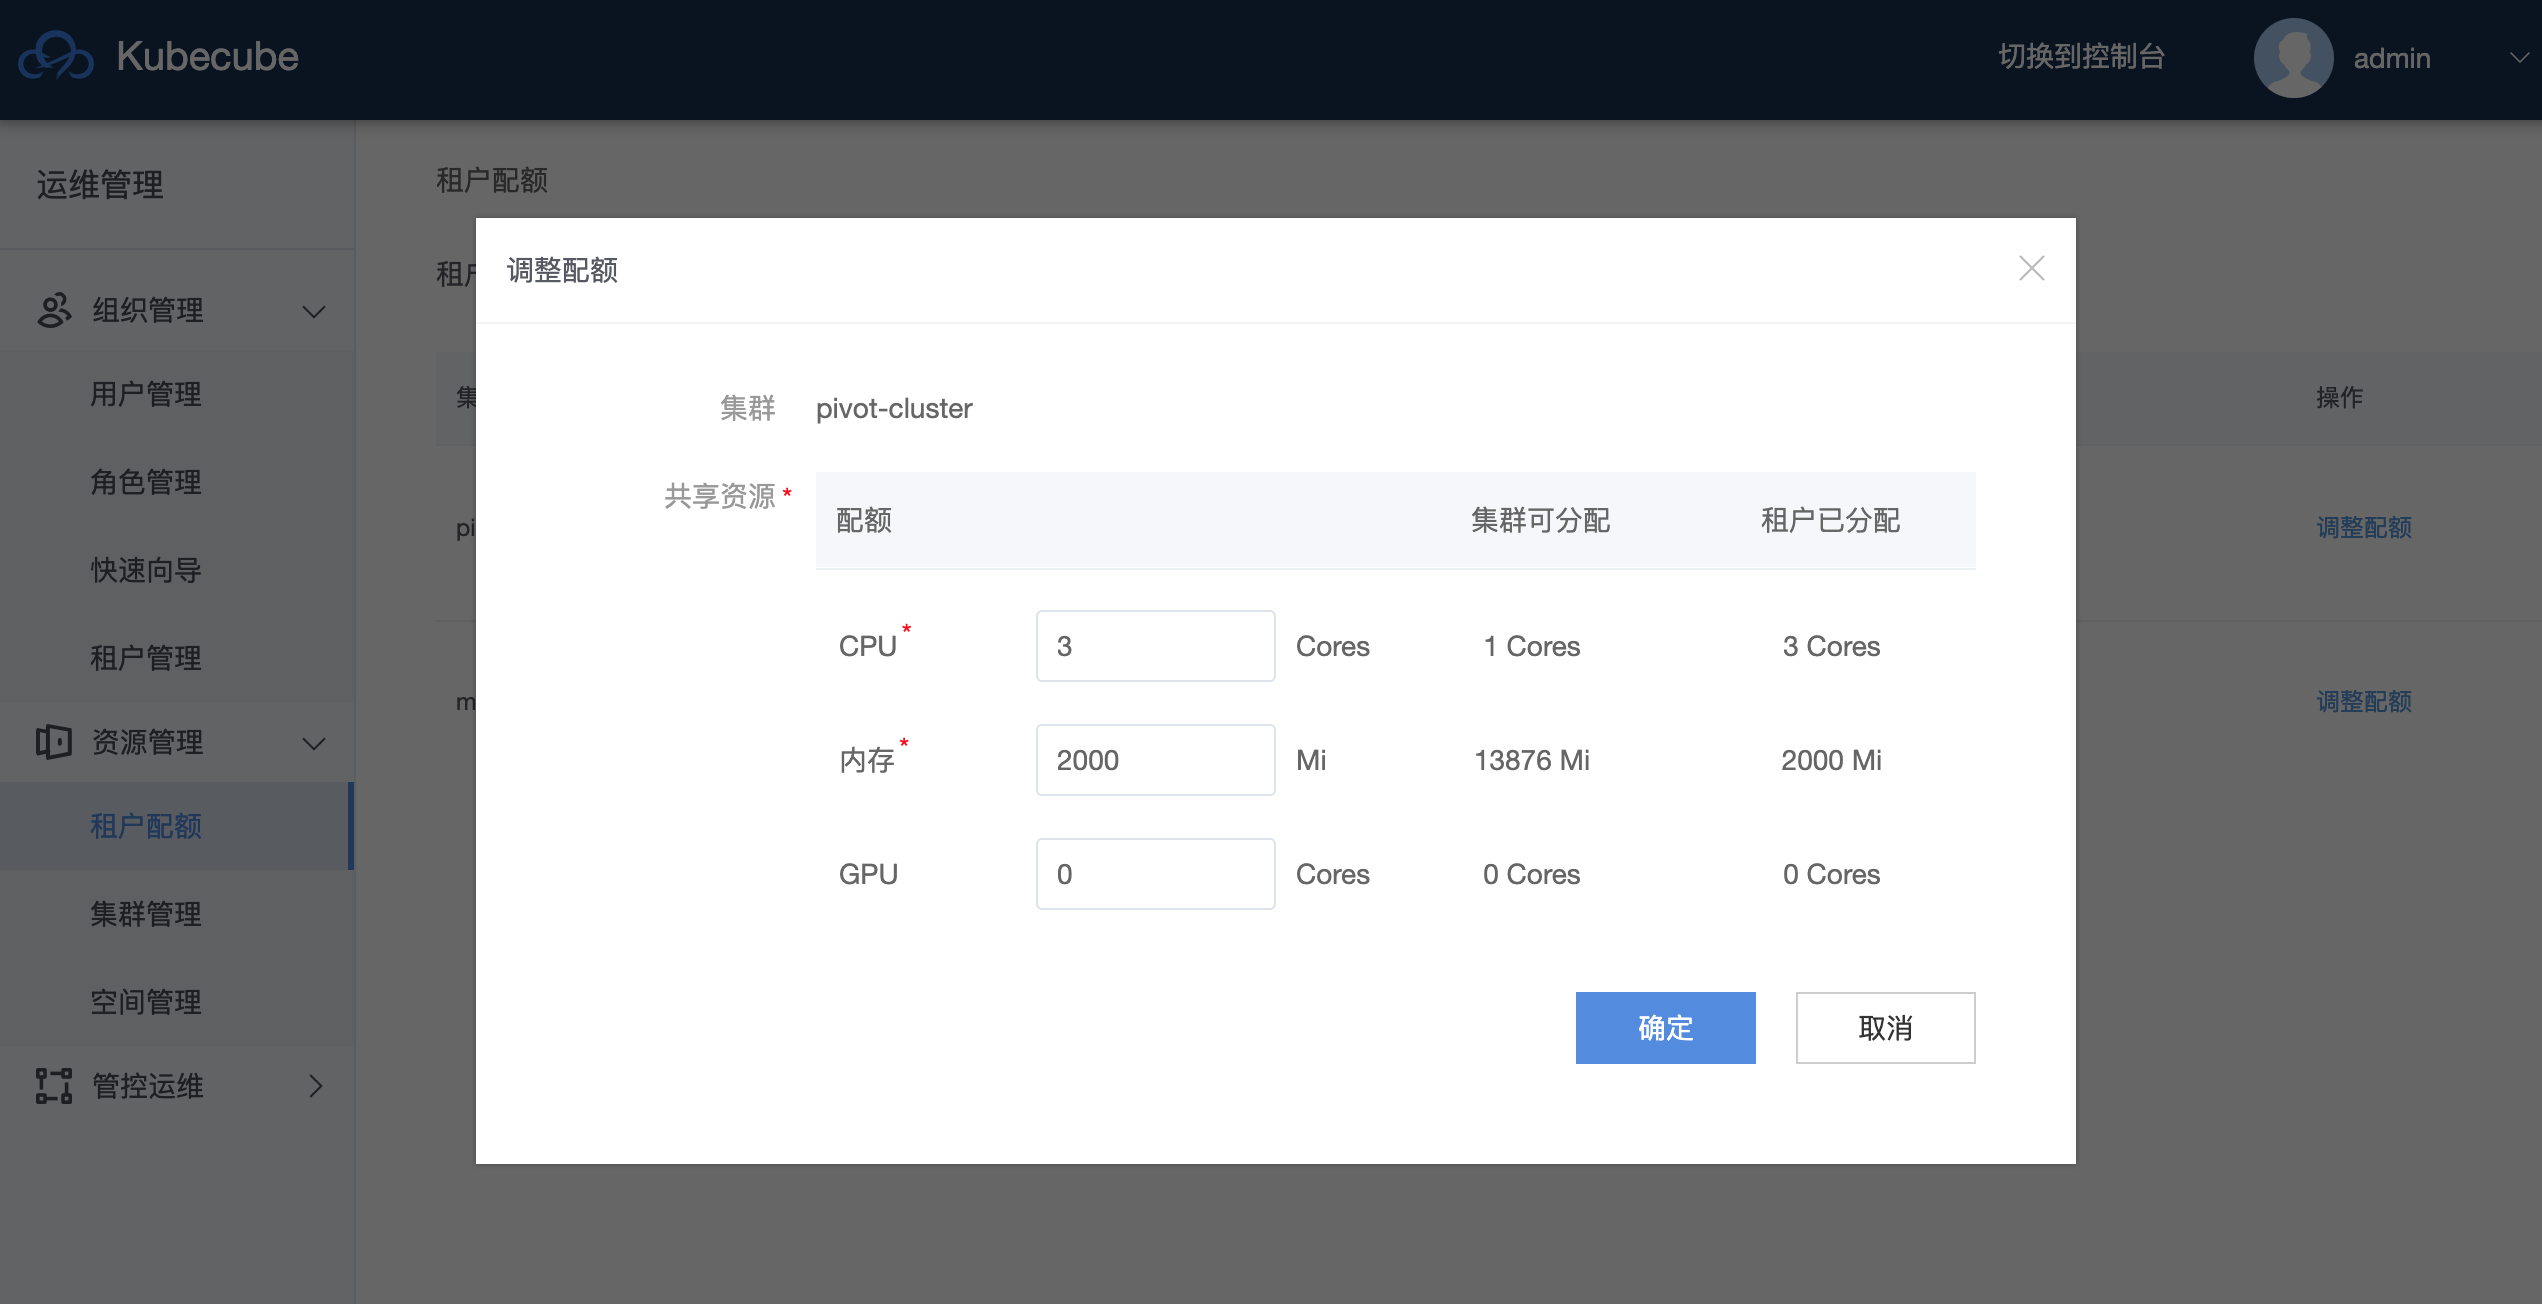 Kubecube
切换到控制台
admin
运维管理
组织管理
用户管理
角色管理
快速向导
租户管理
资源管理
租户配额
集群管理
空间管理
管控运维
租户配额
操作
调整配额
调整配额
调整配额
集群 pivot-cluster
共享资源 *
配额 集群可分配 租户已分配
CPU * 3 Cores 1 Cores 3 Cores
内存 * 2000 Mi 13876 Mi 2000 Mi
GPU 0 Cores 0 Cores 0 Cores
确定 取消